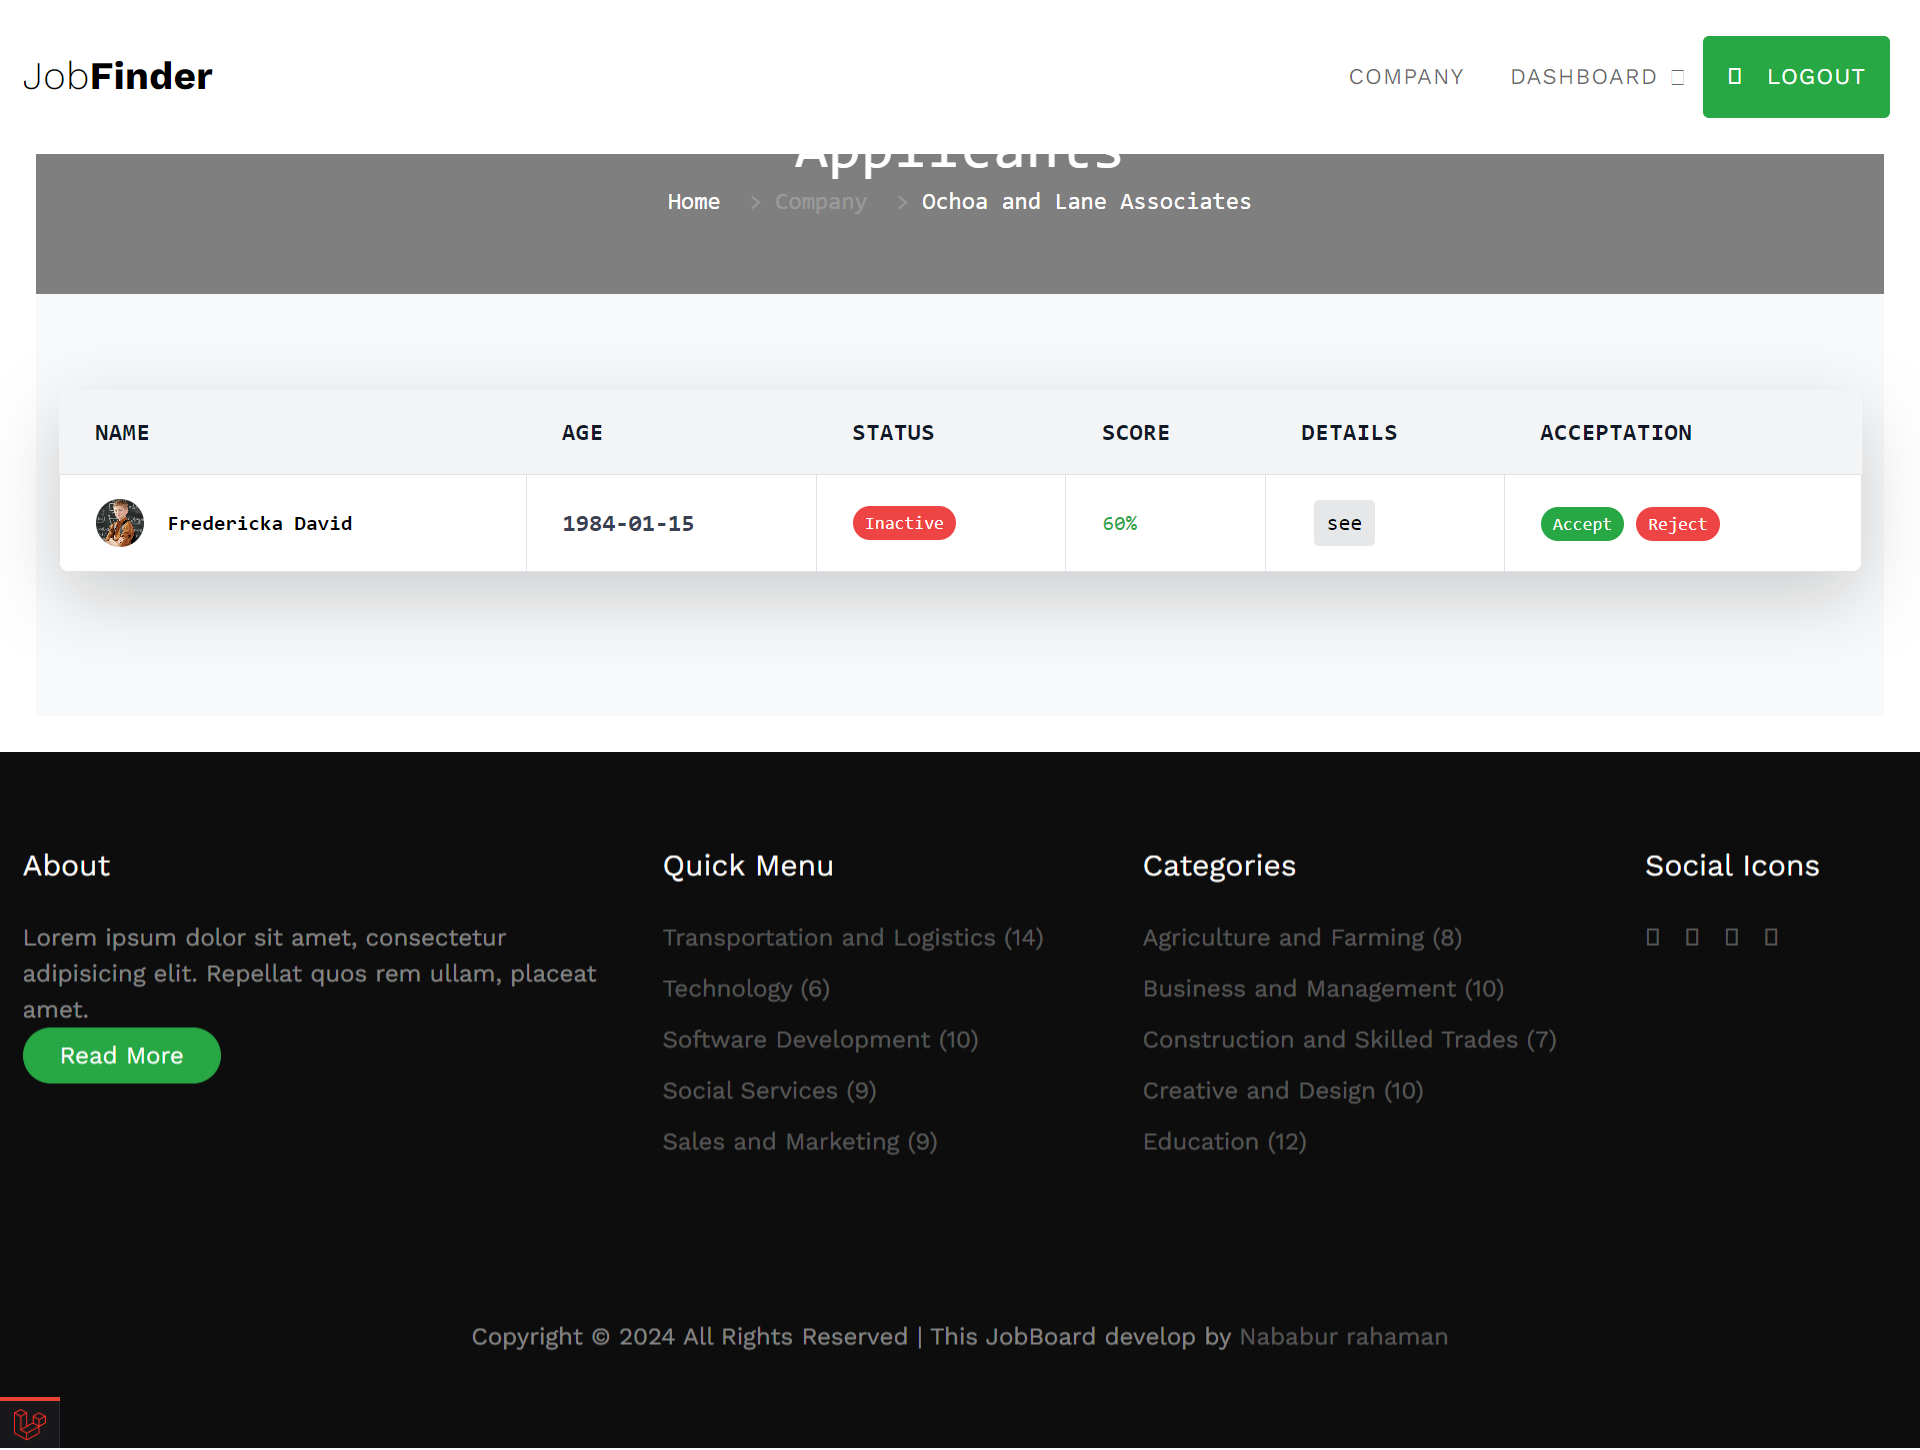 JobFinder
COMPANY
DASHBOARD
LOGOUT
Applicants
Home > Company > Ochoa and Lane Associates
NAME AGE STATUS SCORE DETAILS ACCEPTATION
Fredericka David 1984-01-15 Inactive 60% see Accept Reject
About
Lorem ipsum dolor sit amet, consectetur
adipisicing elit. Repellat quos rem ullam, placeat
amet.
Read More
Quick Menu
Transportation and Logistics (14)
Technology (6)
Software Development (10)
Social Services (9)
Sales and Marketing (9)
Categories
Agriculture and Farming (8)
Business and Management (10)
Construction and Skilled Trades (7)
Creative and Design (10)
Education (12)
Social Icons
Copyright © 2024 All Rights Reserved | This JobBoard develop by Nababur rahaman